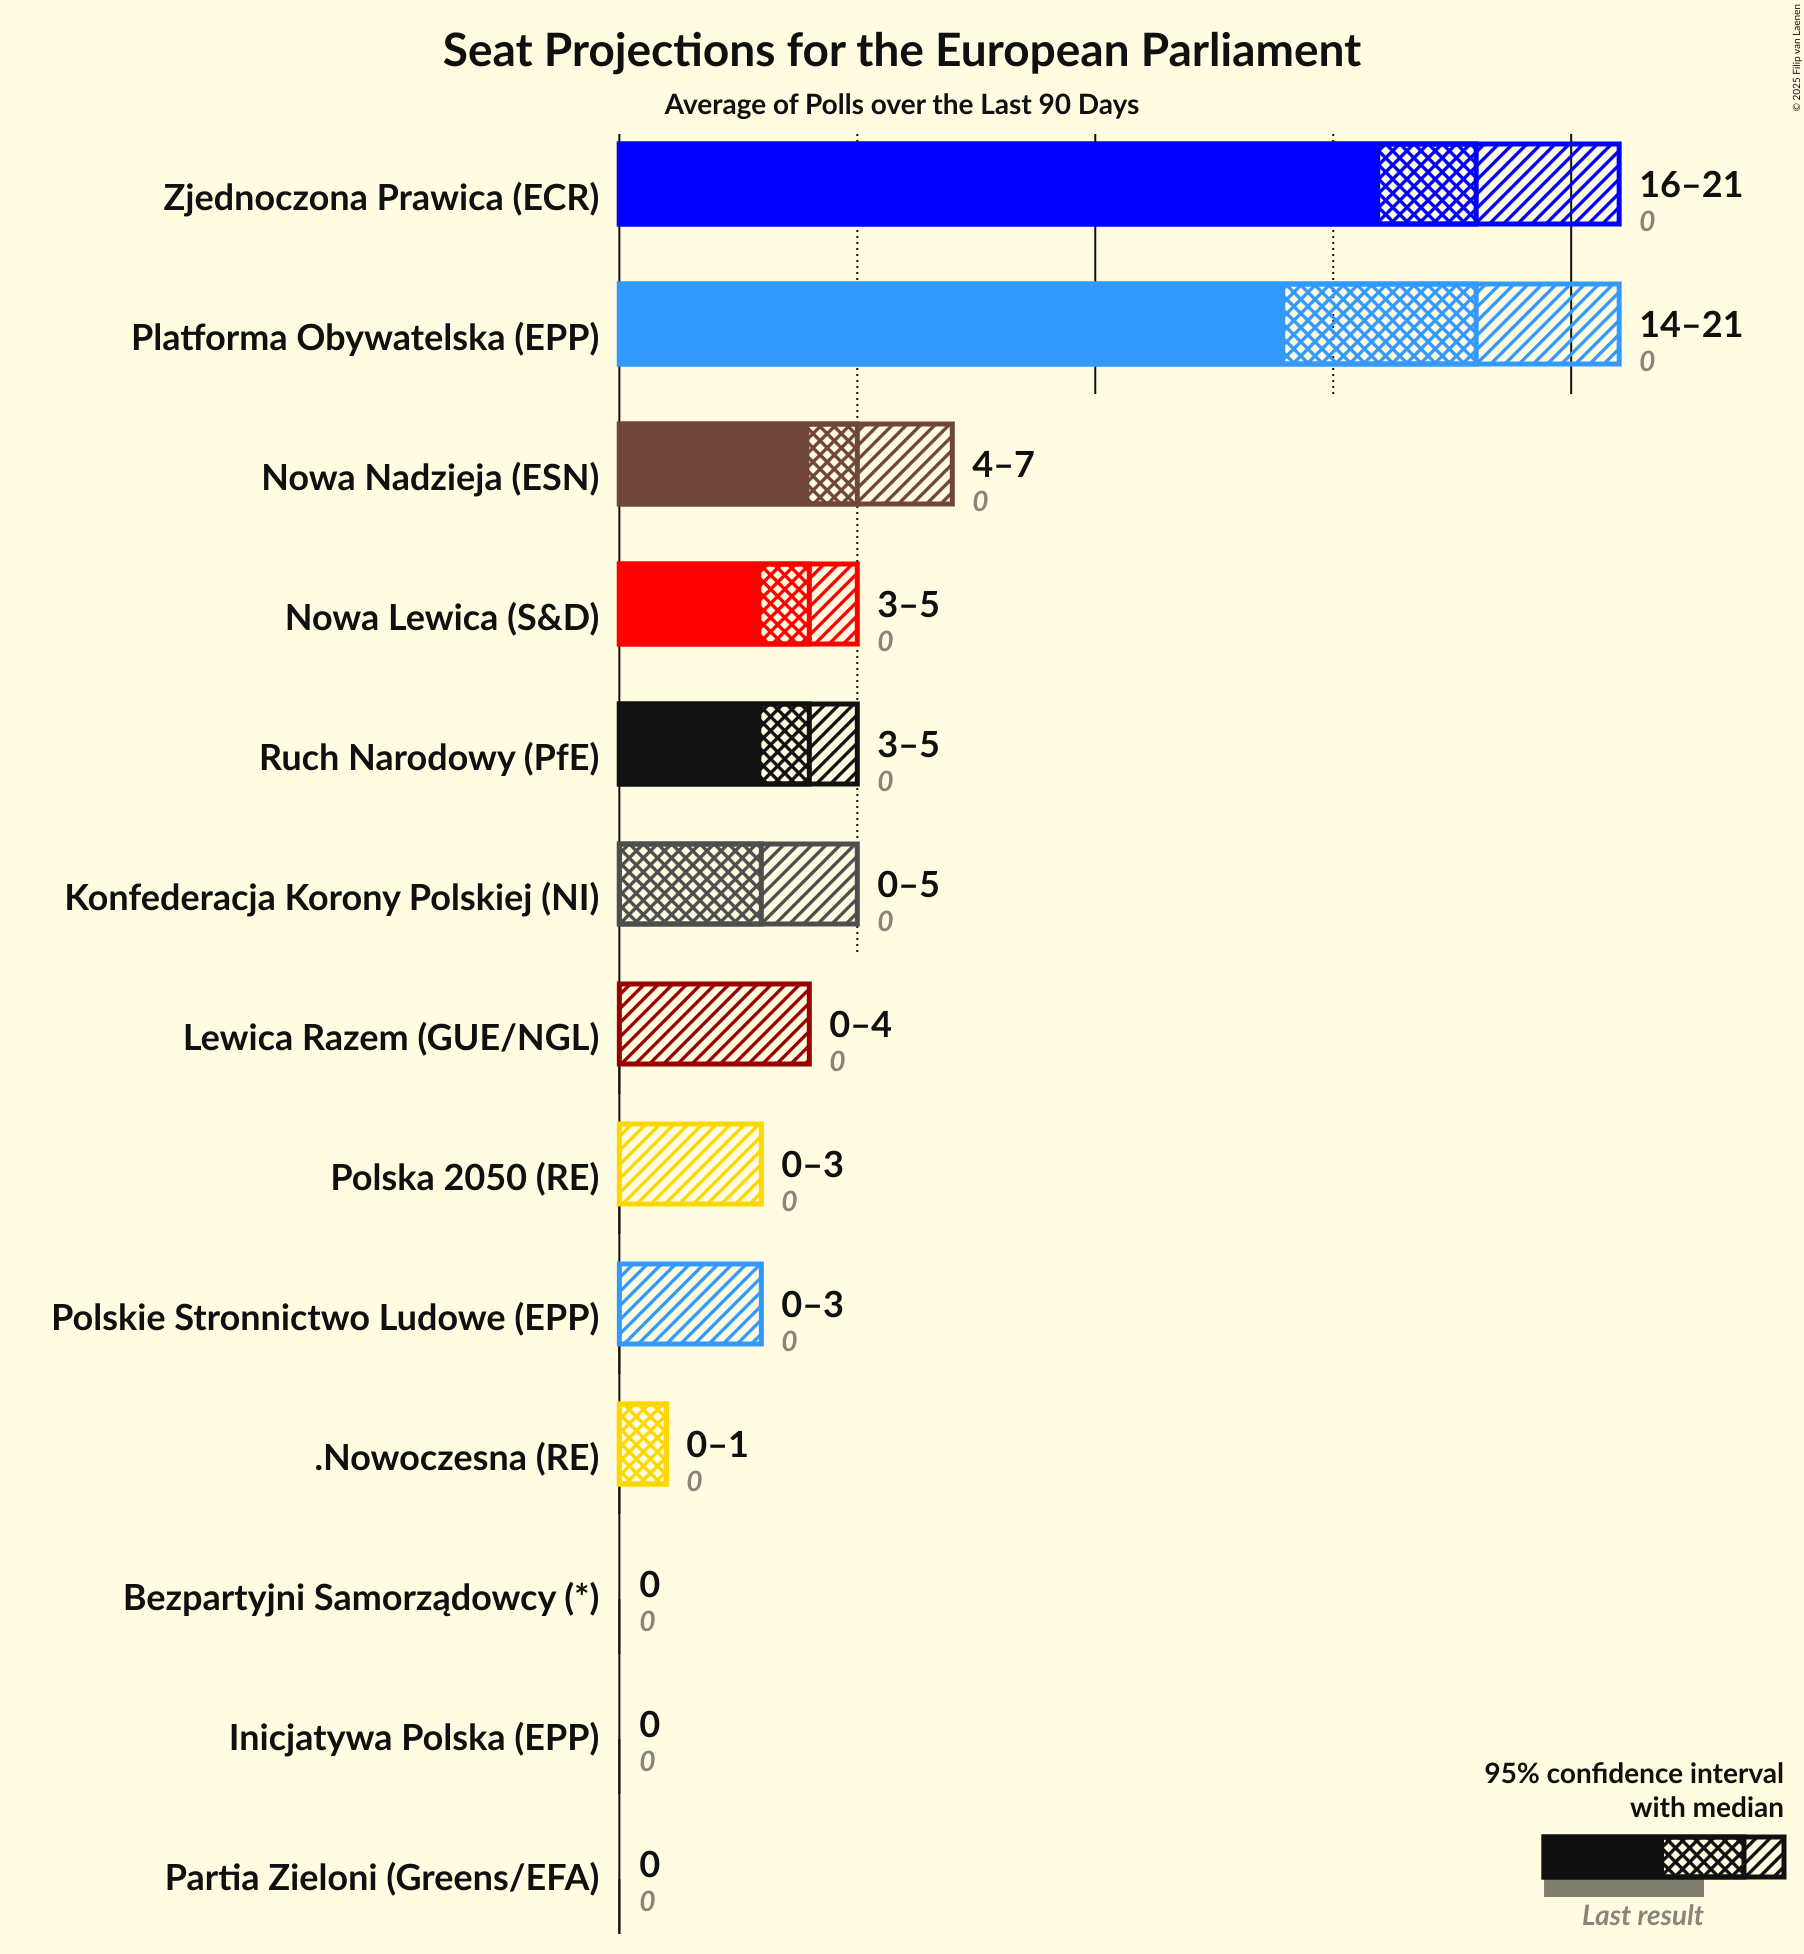 Seat Projections for the European Parliament
Average of Polls over the Last 90 Days
© 2025 Filip van Laenen
Zjednoczona Prawica (ECR)
16–21
0
Platforma Obywatelska (EPP)
14–21
0
Nowa Nadzieja (ESN)
4–7
0
Nowa Lewica (S&D)
3–5
0
Ruch Narodowy (PfE)
3–5
0
Konfederacja Korony Polskiej (NI)
0–5
0
Lewica Razem (GUE/NGL)
0–4
0
Polska 2050 (RE)
0–3
0
Polskie Stronnictwo Ludowe (EPP)
0–3
0
.Nowoczesna (RE)
0–1
0
Bezpartyjni Samorządowcy (*)
0
0
Inicjatywa Polska (EPP)
0
0
Partia Zieloni (Greens/EFA)
0
0
95% confidence interval
with median
Last result